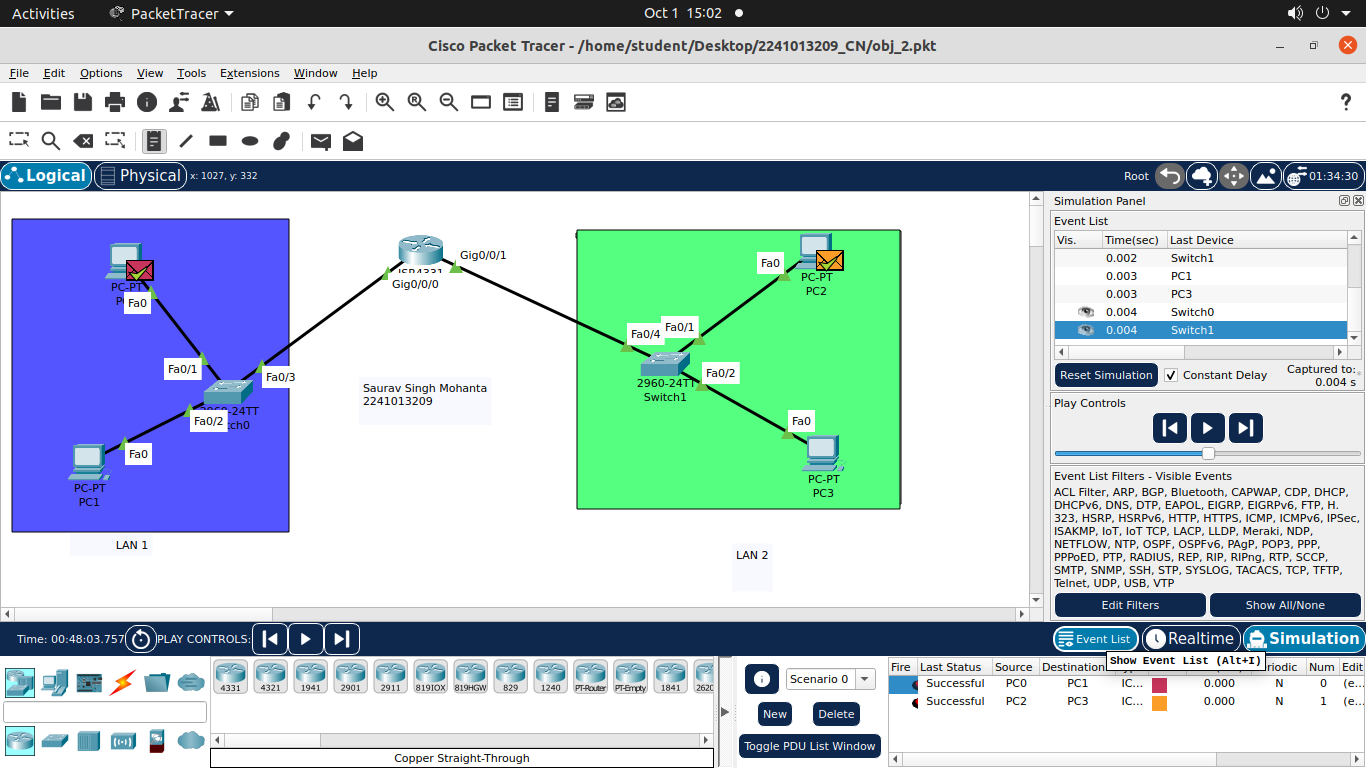 Activities PacketTracer Oct 1 15:02
Cisco Packet Tracer - /home/student/Desktop/2241013209_CN/obj_2.pkt
File Edit Options View Tools Extensions Window Help
Logical Physical x: 1027, y: 332 Root 01:34:30
Simulation Panel
Event List
Vis. Time(sec) Last Device
0.002 Switch1
0.003 PC1
0.003 PC3
0.004 Switch0
0.004 Switch1
Reset Simulation Constant Delay Captured to:
0.004 s
Play Controls
Event List Filters - Visible Events
ACL Filter, ARP, BGP, Bluetooth, CAPWAP, CDP, DHCP,
DHCPv6, DNS, DTP, EAPOL, EIGRP, EIGRPv6, FTP, H.
323, HSRP, HSRPv6, HTTP, HTTPS, ICMP, ICMPv6, IPSec,
ISAKMP, IoT, IoT TCP, LACP, LLDP, Meraki, NDP,
NETFLOW, NTP, OSPF, OSPFv6, PAgP, POP3, PPP,
PPPoED, PTP, RADIUS, REP, RIP, RIPng, RTP, SCCP,
SMTP, SNMP, SSH, STP, SYSLOG, TACACS, TCP, TFTP,
Telnet, UDP, USB, VTP
Edit Filters Show All/None
PC-PT
Fa0
Fa0/1
Fa0/3
2960-24TT
Fa0/2
Fa0
PC-PT
PC1
LAN 1
ISR4331
Gig0/0/1
Gig0/0/0
Saurav Singh Mohanta
2241013209
Fa0
PC-PT
PC2
Fa0/4 Fa0/1
2960-24TT
Switch1
Fa0/2
Fa0
PC-PT
PC3
LAN 2
Time: 00:48:03.757 PLAY CONTROLS:
Event List Realtime Simulation
Show Event List (Alt+I)
4331 4321 1941 2901 2911 819IOX 819HGW 829 1240 PT-Router PT-Empty 1841 2620
Copper Straight-Through
Scenario 0
New Delete
Toggle PDU List Window
Fire Last Status Source Destination riodic Num Edit
Successful PC0 PC1 IC... 0.000 N 0 (e...
Successful PC2 PC3 IC... 0.000 N 1 (e...